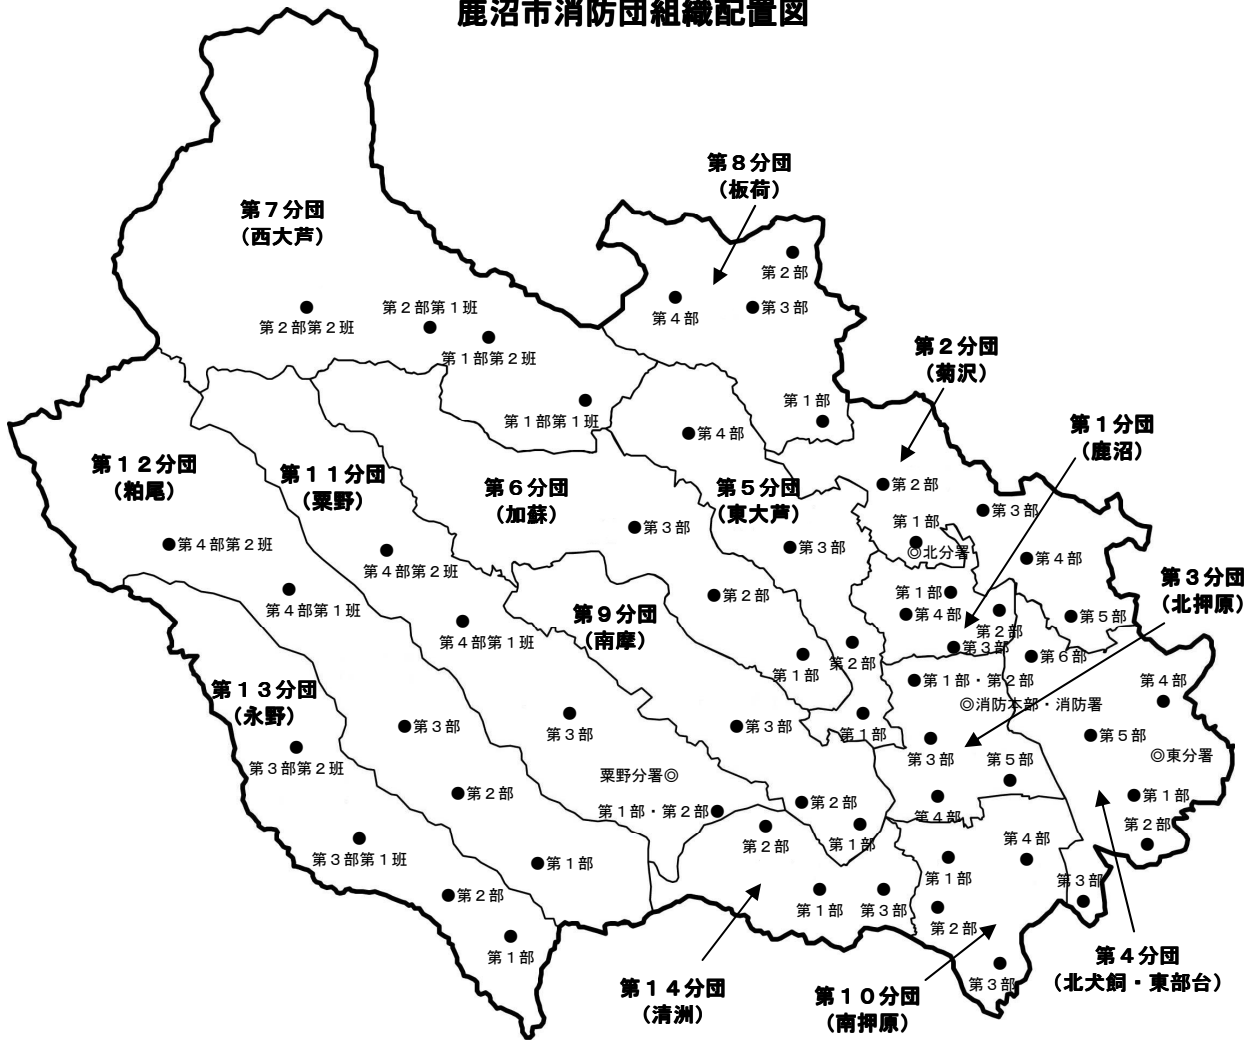 鹿沼市消防団組織配置図
第８分団
（板荷）
第７分団
（西大芦）
第２部
第４部
第３部
第２部第１班
第２部第２班
第１部第２班
第１部第１班
第１部
第２分団
（菊沢）
第１分団
（鹿沼）
第４部
第１２分団
（粕尾）
第１１分団
（粟野）
第６分団
（加蘇）
第５分団
（東大芦）
第２部
第３部
第１部
◎北分署
第３部
第３部
第４部
第４部第２班
第４部第２班
第３分団
（北押原）
第４部第１班
第２部
第１部
第４部
第２部
第３部
第５部
第６部
第９分団
（南摩）
第４部第１班
第１部
第２部
第１部・第２部
◎消防本部・消防署
第４部
第１３分団
（永野）
第３部
第３部
第３部
第１部
第３部
第５部
第５部
◎東分署
第３部第２班
粟野分署◎
第２部
第１部・第２部
第２部
第４部
第１部
第２部
第３部第１班
第２部
第１部
第４部
第１部
第１部
第３部
第２部
第１部
第３部
第２部
第１部
第３部
第４分団
（北犬飼・東部台）
第１４分団
（清洲）
第１０分団
（南押原）